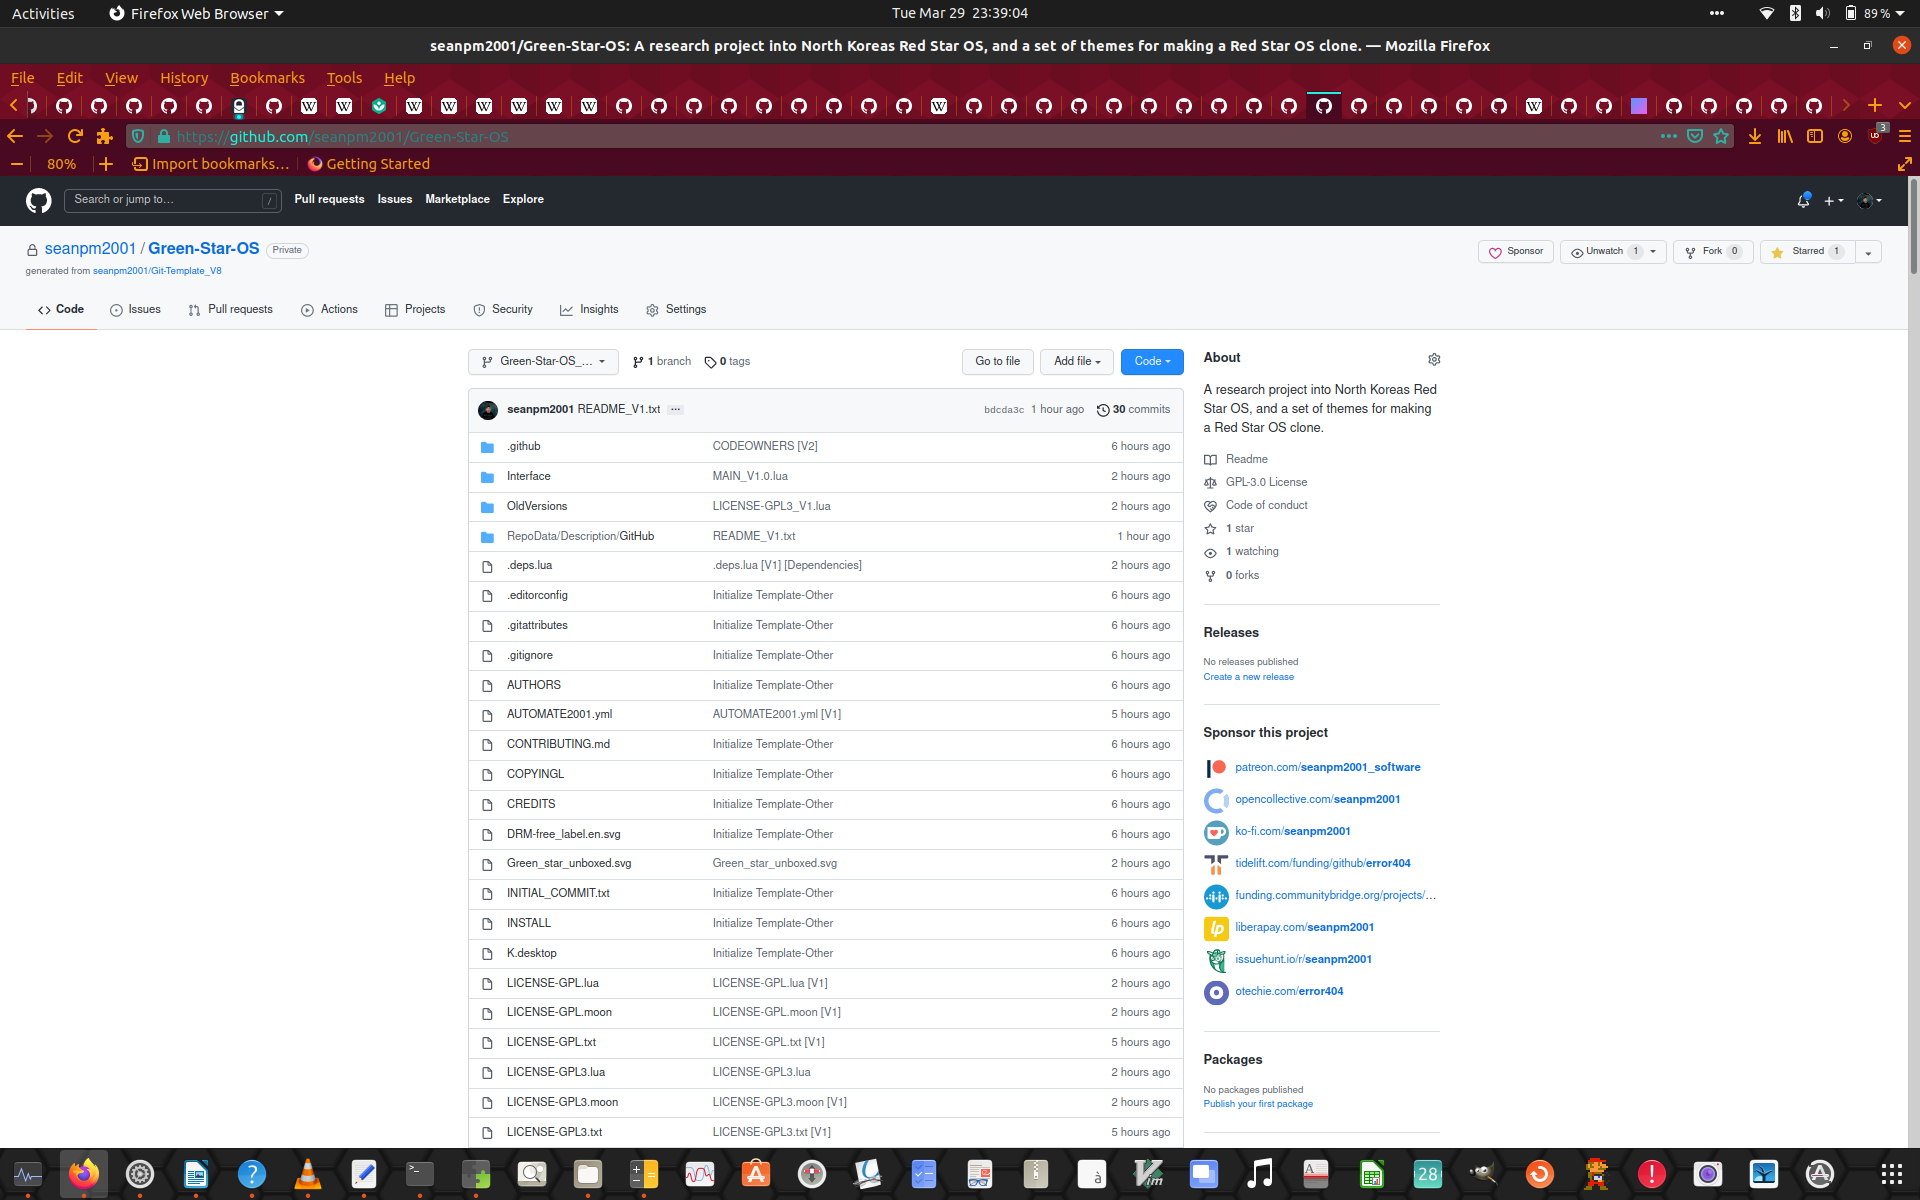 Activities Firefox Web Browser Tue Mar 29 23:39:04 89 %
seanpm2001/Green-Star-OS: A research project into North Koreas Red Star OS, and a set of themes for making a Red Star OS clone. — Mozilla Firefox
File Edit View History Bookmarks Tools Help
https://github.com/seanpm2001/Green-Star-OS 3
80% Import bookmarks... Getting Started
Search or jump to... / Pull requests Issues Marketplace Explore
seanpm2001 / Green-Star-OS Private Sponsor Unwatch 1 Fork 0 Starred 1
generated from seanpm2001/Git-Template_V8
Code Issues Pull requests Actions Projects Security Insights Settings
Green-Star-OS_... 1 branch 0 tags Go to file Add file Code
seanpm2001 README_V1.txt ... bdcda3c 1 hour ago 30 commits
.github CODEOWNERS [V2] 6 hours ago
Interface MAIN_V1.0.lua 2 hours ago
OldVersions LICENSE-GPL3_V1.lua 2 hours ago
RepoData/Description/GitHub README_V1.txt 1 hour ago
.deps.lua .deps.lua [V1] [Dependencies] 2 hours ago
.editorconfig Initialize Template-Other 6 hours ago
.gitattributes Initialize Template-Other 6 hours ago
.gitignore Initialize Template-Other 6 hours ago
AUTHORS Initialize Template-Other 6 hours ago
AUTOMATE2001.yml AUTOMATE2001.yml [V1] 5 hours ago
CONTRIBUTING.md Initialize Template-Other 6 hours ago
COPYINGL Initialize Template-Other 6 hours ago
CREDITS Initialize Template-Other 6 hours ago
DRM-free_label.en.svg Initialize Template-Other 6 hours ago
Green_star_unboxed.svg Green_star_unboxed.svg 2 hours ago
INITIAL_COMMIT.txt Initialize Template-Other 6 hours ago
INSTALL Initialize Template-Other 6 hours ago
K.desktop Initialize Template-Other 6 hours ago
LICENSE-GPL.lua LICENSE-GPL.lua [V1] 2 hours ago
LICENSE-GPL.moon LICENSE-GPL.moon [V1] 2 hours ago
LICENSE-GPL.txt LICENSE-GPL.txt [V1] 5 hours ago
LICENSE-GPL3.lua LICENSE-GPL3.lua 2 hours ago
LICENSE-GPL3.moon LICENSE-GPL3.moon [V1] 2 hours ago
LICENSE-GPL3.txt LICENSE-GPL3.txt [V1] 5 hours ago
About
A research project into North Koreas Red
Star OS, and a set of themes for making
a Red Star OS clone.
Readme
GPL-3.0 License
Code of conduct
1 star
1 watching
0 forks
Releases
No releases published
Create a new release
Sponsor this project
patreon.com/seanpm2001_software
opencollective.com/seanpm2001
ko-fi.com/seanpm2001
tidelift.com/funding/github/error404
funding.communitybridge.org/projects/...
liberapay.com/seanpm2001
issuehunt.io/r/seanpm2001
otechie.com/error404
Packages
No packages published
Publish your first package
28